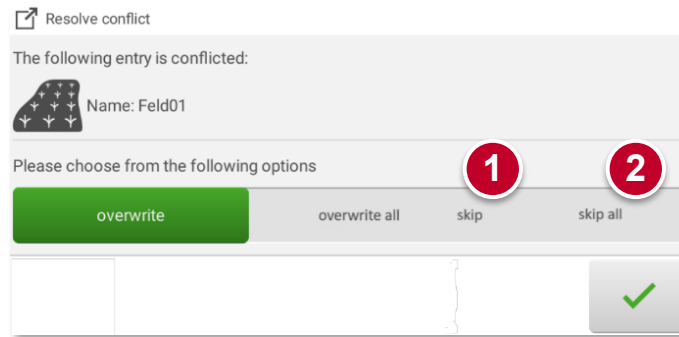 Resolve conflict
The following entry is conflicted:
Name: Feld01
Please choose from the following options
1 2
overwrite overwrite all skip skip all